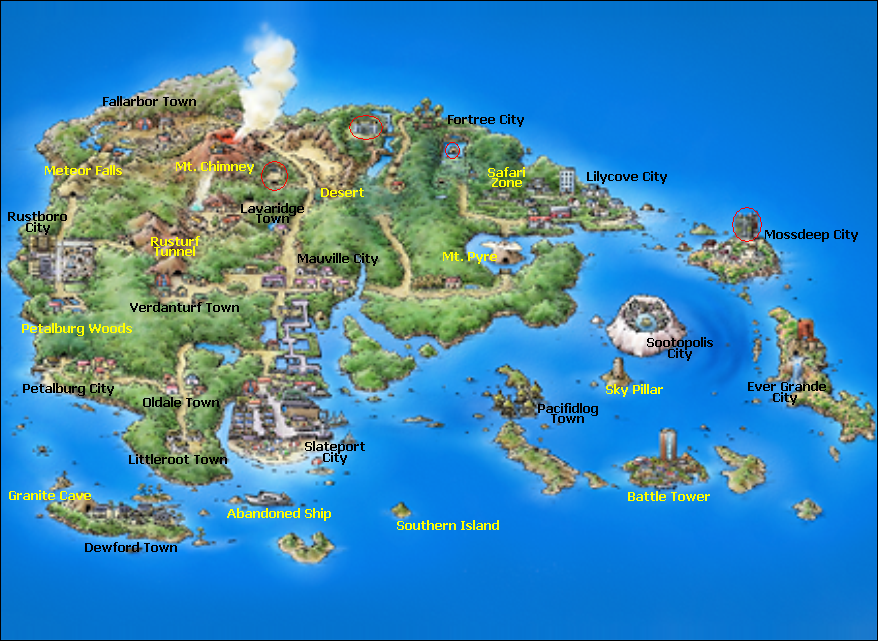 Fallarbor Town
Fortree City
Meteor Falls
Mt. Chimney
Desert
Safari
Zone
Lilycove City
Rustboro
City
Lavaridge
Town
Mossdeep City
Rusturf
Tunnel
Mauville City
Mt. Pyre
Verdanturf Town
Petalburg Woods
Sootopolis
City
Petalburg City
Oldale Town
Sky Pillar
Ever Grande
City
Pacifidlog
Town
Littleroot Town
Slateport
City
Granite Cave
Battle Tower
Abandoned Ship
Southern Island
Dewford Town